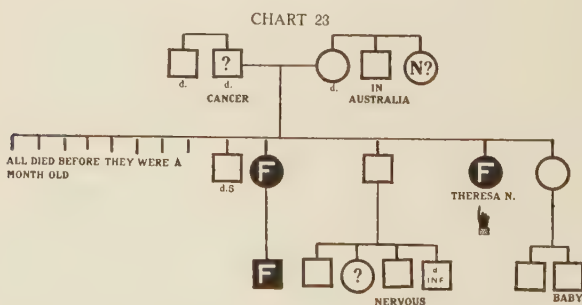 CHART 23
?
N?
d.
d.
d.
IN
CANCER
AUSTRALIA
ALL DIED BEFORE THEY WERE A
MONTH OLD
d.S
F
F
THERESA N.
F
?
d
INF
NERVOUS
BABY